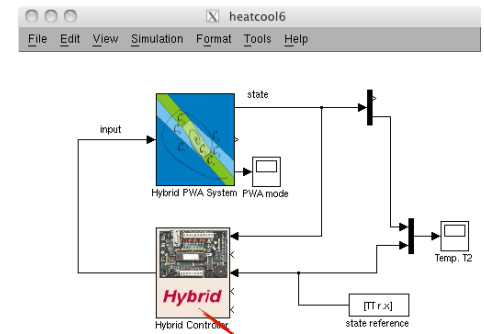 heatcool6
File Edit View Simulation Format Tools Help
state
input
Hybrid PWA System
PWA mode
Temp. T2
Hybrid
[TT r.x]
Hybrid Controller
state reference